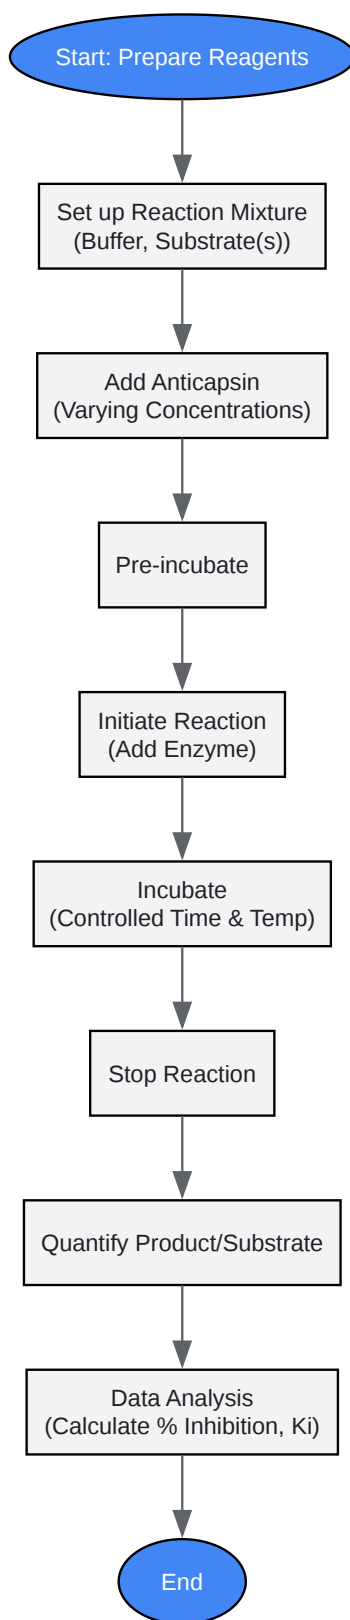 Start: Prepare Reagents
Set up Reaction Mixture
(Buffer, Substrate(s))
Add Anticapsin
(Varying Concentrations)
Pre-incubate
Initiate Reaction
(Add Enzyme)
Incubate
(Controlled Time & Temp)
Stop Reaction
Quantify Product/Substrate
Data Analysis
(Calculate % Inhibition, Ki)
End